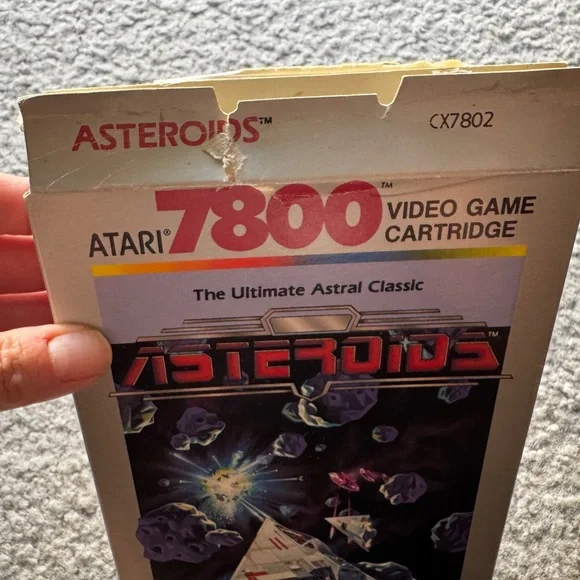 ASTEROIDS™ CX7802
ATARI® 7800™ VIDEO GAME
CARTRIDGE
The Ultimate Astral Classic
ASTEROIDS™